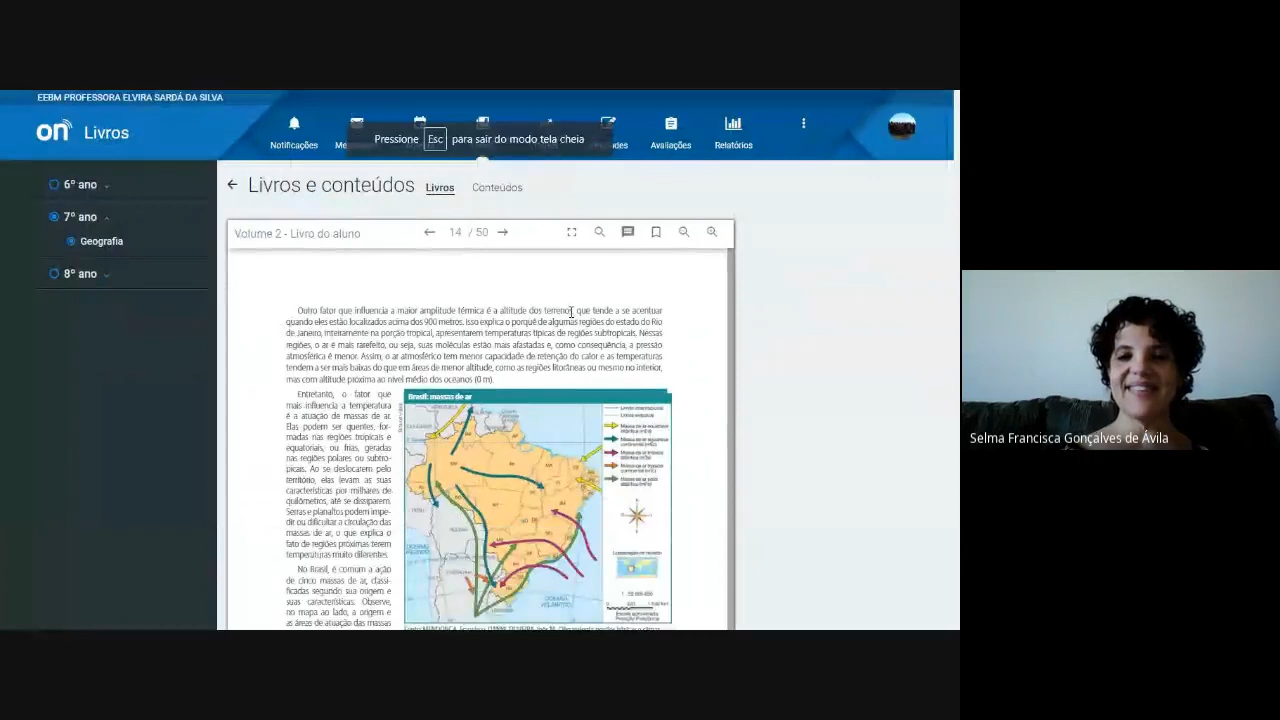 EEBM PROFESSORA ELVIRA SARDÁ DA SILVA
on Livros
Pressione Esc para sair do modo tela cheia
Notificações
Avaliações
Relatórios
6º ano
7º ano
Geografia
8º ano
Livros e conteúdos Livros Conteúdos
Volume 2 - Livro do aluno 14 / 50
Outro fator que influencia a maior amplitude térmica é a altitude dos terrenos, que tende a se acentuar
quando eles estão localizados acima dos 900 metros. Isso explica o porquê de algumas regiões do estado do Rio
de Janeiro, inteiramente na porção tropical, apresentarem temperaturas típicas de regiões subtropicais. Nessas
regiões, o ar é mais rarefeito, ou seja, suas moléculas estão mais afastadas e, como consequência, a pressão
atmosférica é menor. Assim, o ar atmosférico tem menor capacidade de retenção do calor e as temperaturas
tendem a ser mais baixas do que em áreas de menor altitude, como as regiões litorâneas ou mesmo no interior,
mas com altitude próxima ao nível médio dos oceanos (0 m).
Entretanto, o fator que
mais influencia a temperatura
é a atuação de massas de ar.
Elas podem ser quentes, for-
madas nas regiões tropicais e
equatoriais, ou frias, geradas
nas regiões polares ou subtro-
picais. Ao se deslocarem pelo
território, elas levam as suas
características por milhares de
quilômetros, até se dissiparem.
Serras e planaltos podem impe-
dir ou dificultar a circulação das
massas de ar, o que explica o
fato de regiões próximas terem
temperaturas muito diferentes.
No Brasil, é comum a ação
de cinco massas de ar, classi-
ficadas segundo sua origem e
suas características. Observe,
no mapa ao lado, a origem e
as áreas de atuação das massas
Brasil: massas de ar
OCEANO
ATLÂNTICO
Selma Francisca Gonçalves de Ávila